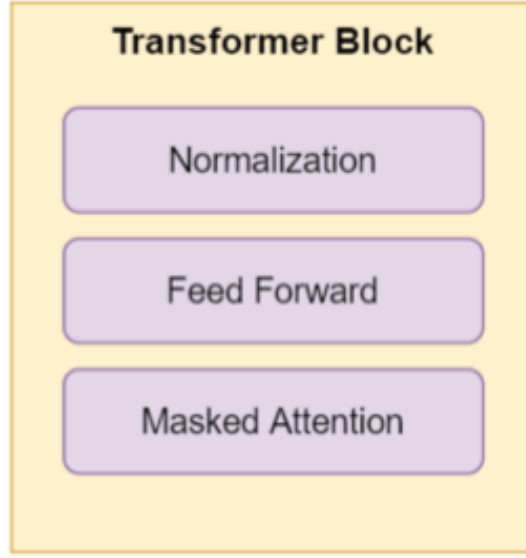 Transformer Block
Normalization
Feed Forward
Masked Attention